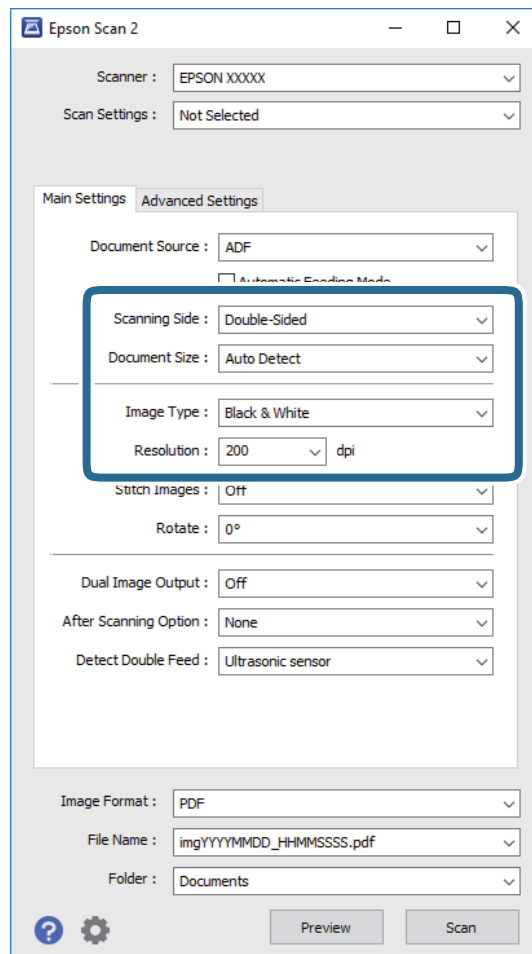 Epson Scan 2
Scanner : EPSON XXXXX
Scan Settings : Not Selected
Main Settings Advanced Settings
Document Source : ADF
Automatic Feeding Mode
Scanning Side : Double-Sided
Document Size : Auto Detect
Image Type : Black & White
Resolution : 200 dpi
Stitch Images : Off
Rotate : 0°
Dual Image Output : Off
After Scanning Option : None
Detect Double Feed : Ultrasonic sensor
Image Format : PDF
File Name : imgYYYYMMDD_HHMMSSSS.pdf
Folder : Documents
? Preview Scan